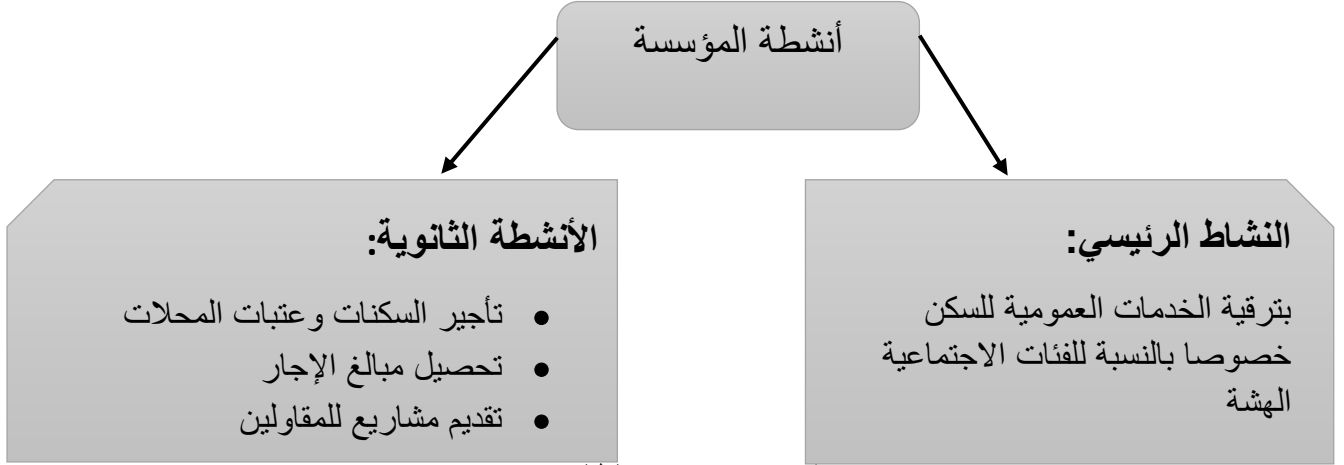 أنشطة المؤسسة
النشاط الرئيسي:
بترقية الخدمات العمومية للسكن
خصوصا بالنسبة للفئات الاجتماعية
الهشة
الأنشطة الثانوية:
• تأجير السكنات وعتبات المحلات
• تحصيل مبالغ الإجار
• تقديم مشاريع للمقاولين